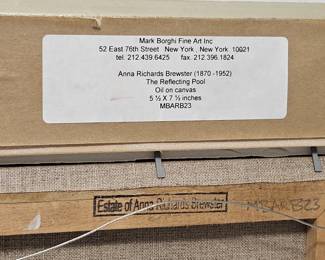 Mark Borghi Fine Art Inc
52 East 76th Street New York , New York 10021
tel. 212.439.6425 fax. 212.396.1824
Anna Richards Brewster (1870 -1952)
The Reflecting Pool
Oil on canvas
5 ½ X 7 ½ inches
MBARB23
Estate of Anna Richards Brewster
MBARB23